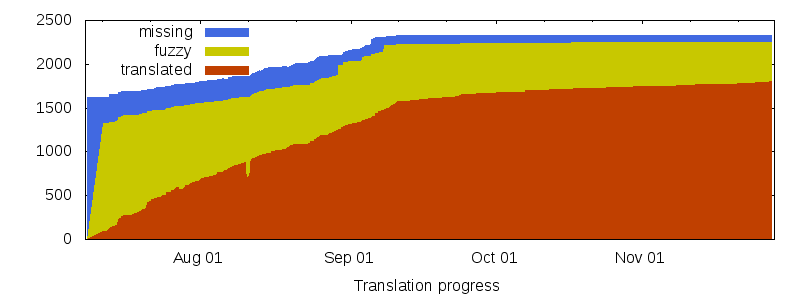 2500
2000
1500
1000
500
0
missing
fuzzy
translated
Aug 01
Sep 01
Oct 01
Nov 01
Translation progress